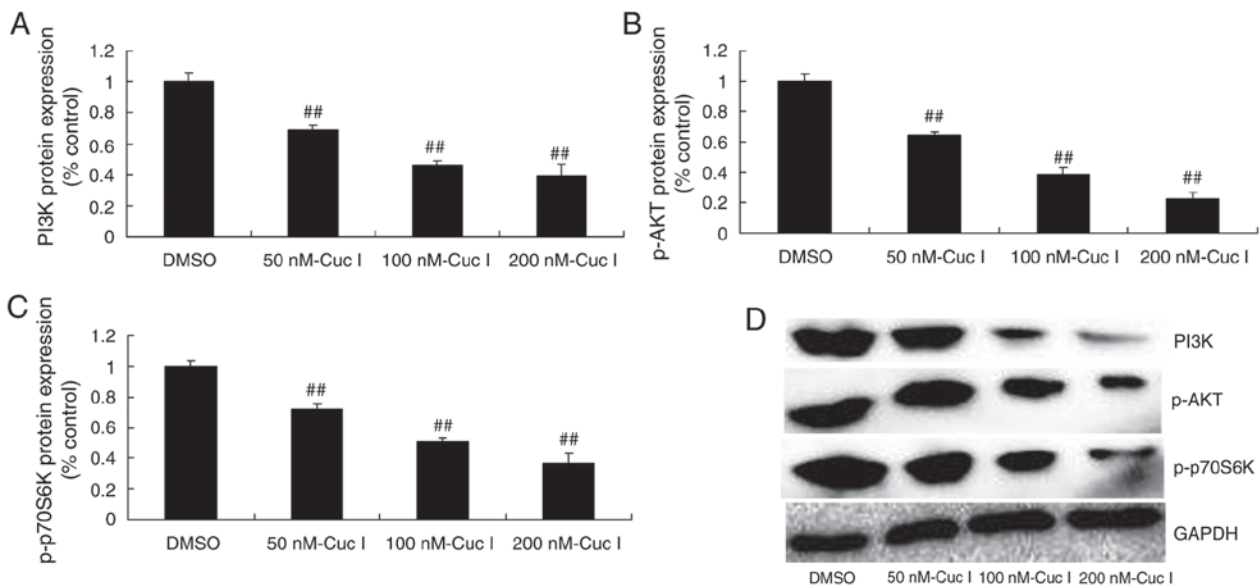 A
PI3K protein expression
(% control)
1.2
1
0.8
0.6
0.4
0.2
0
##
##
##
DMSO
50 nM-Cuc I
100 nM-Cuc I
200 nM-Cuc I
B
p-AKT protein expression
(% control)
1.2
1
0.8
0.6
0.4
0.2
0
##
##
##
DMSO
50 nM-Cuc I
100 nM-Cuc I
200 nM-Cuc I
C
p-p70S6K protein expression
(% control)
1.2
1
0.8
0.6
0.4
0.2
0
##
##
##
DMSO
50 nM-Cuc I
100 nM-Cuc I
200 nM-Cuc I
D
PI3K
p-AKT
p-p70S6K
GAPDH
DMSO
50 nM-Cuc I
100 nM-Cuc I
200 nM-Cuc I